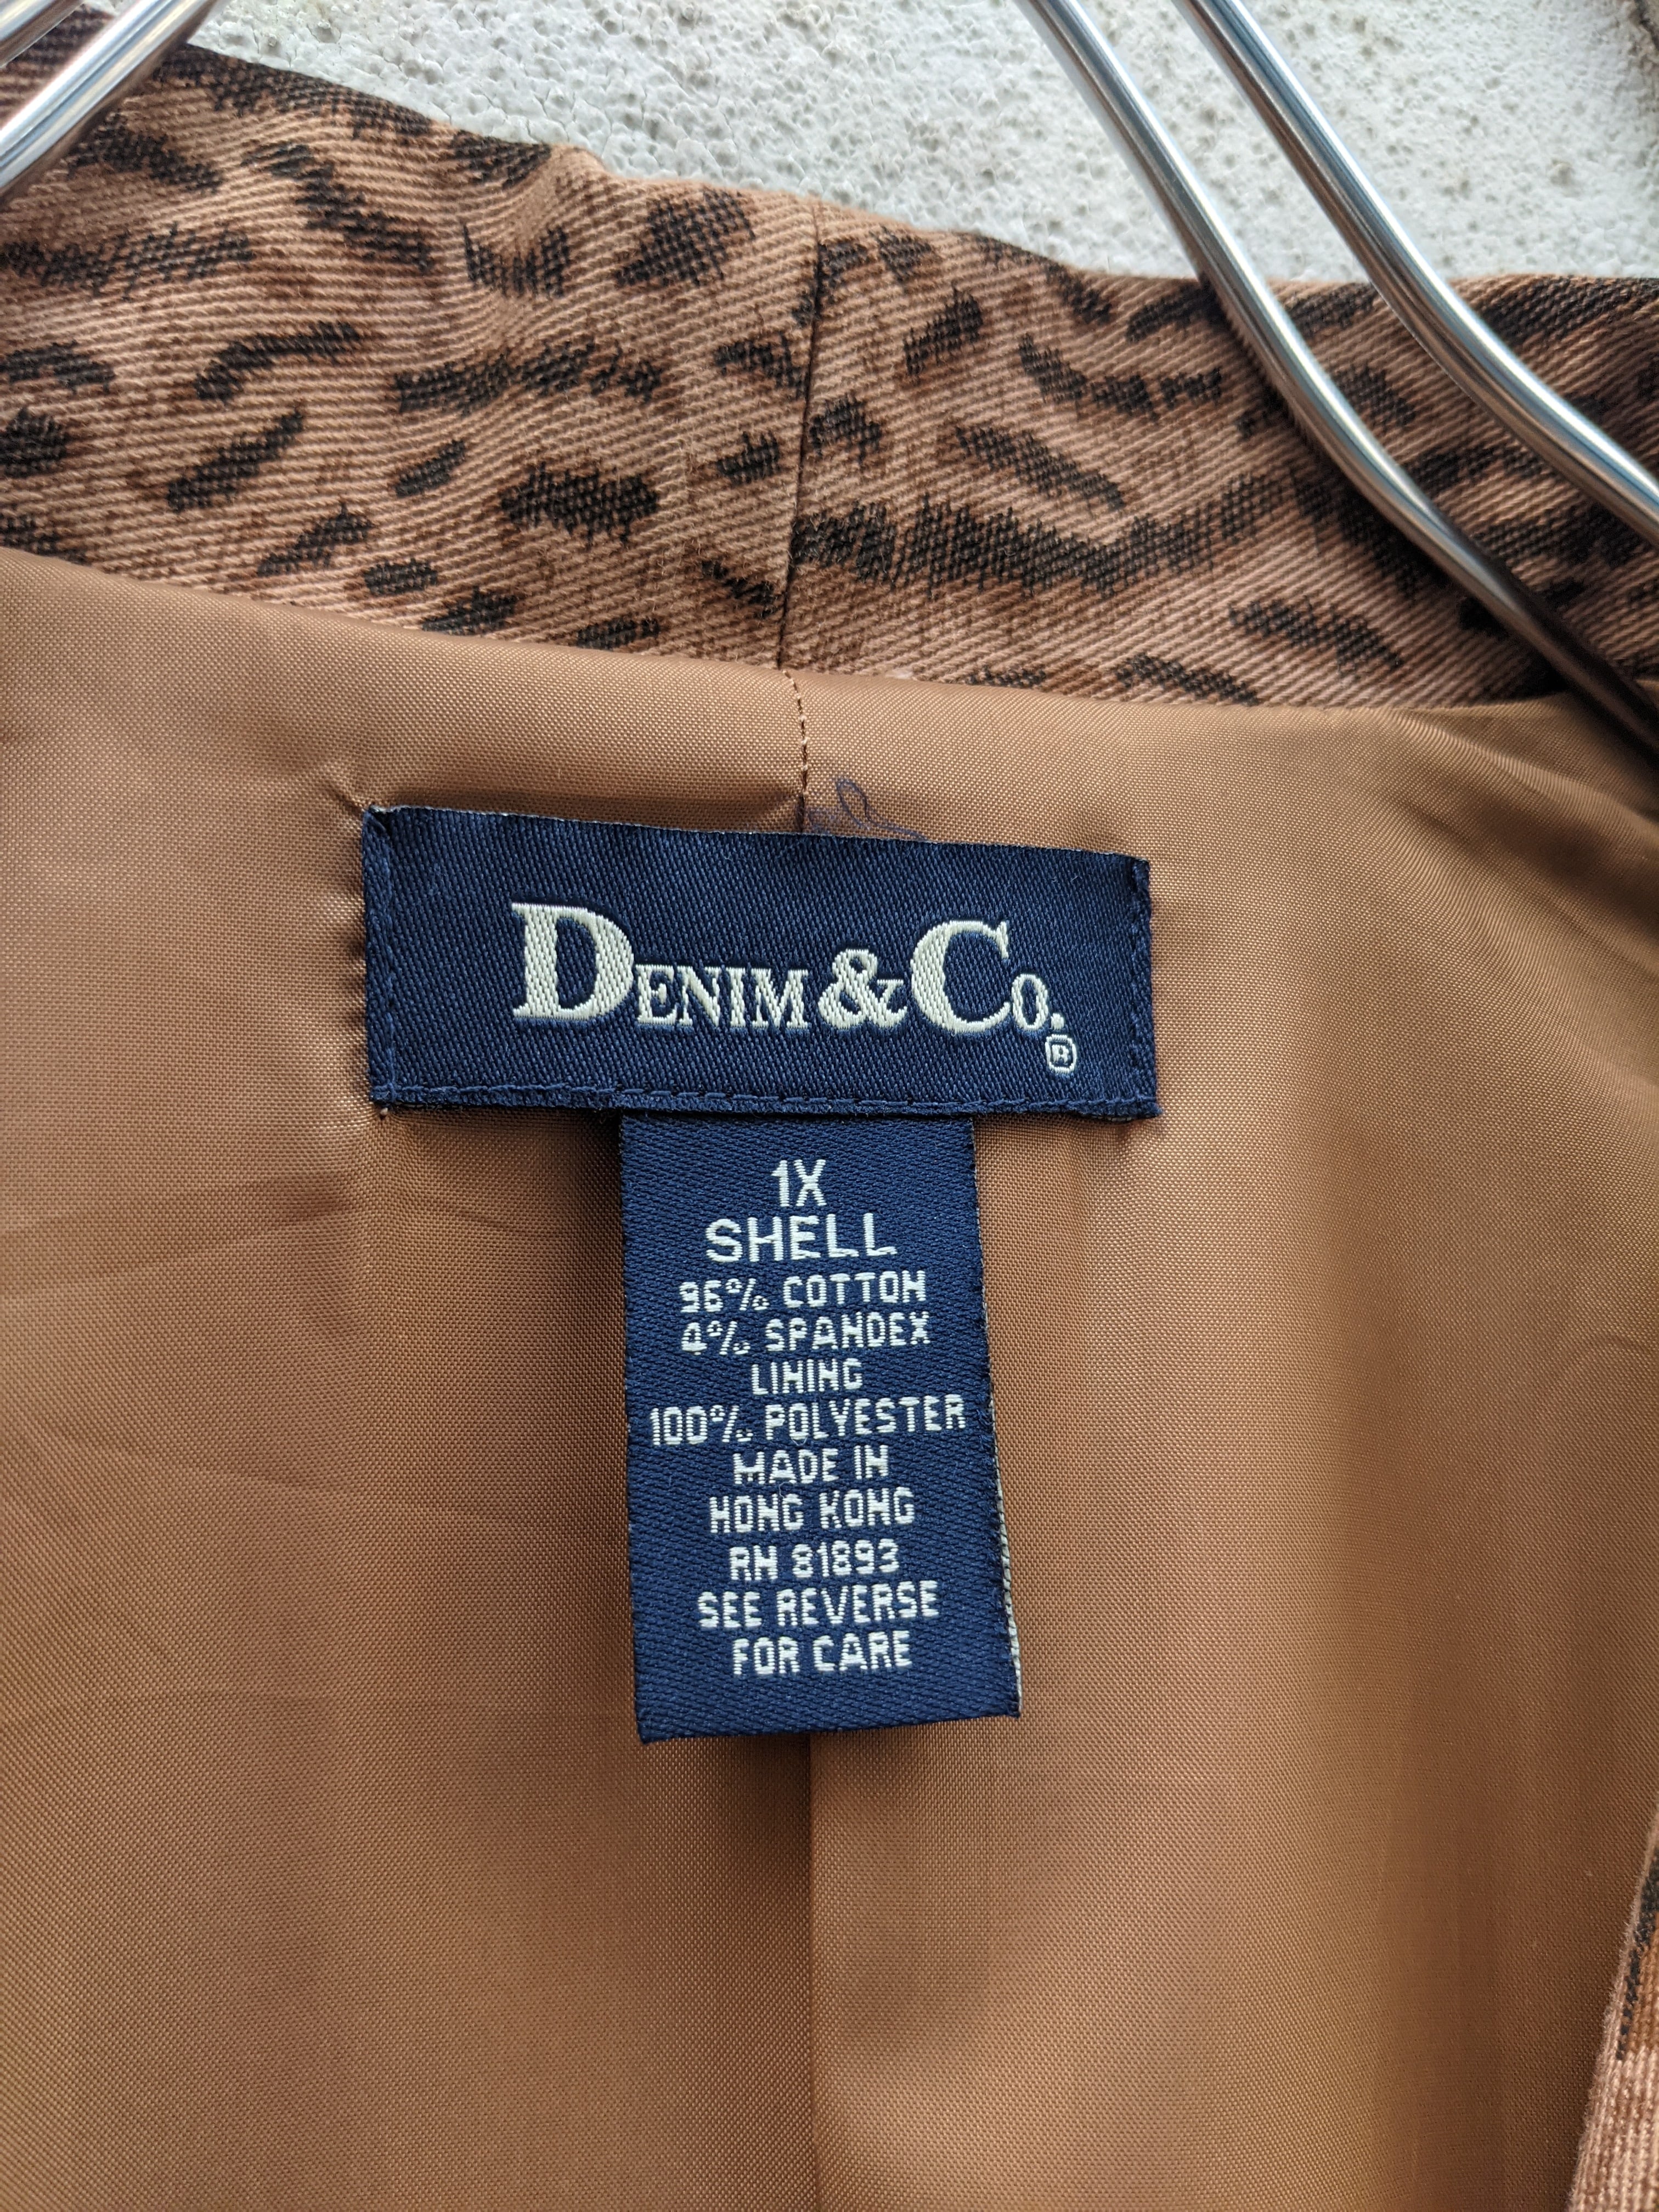 DENIM & CO.®
1X
SHELL
96% COTTON
4% SPANDEX
LINING
100% POLYESTER
MADE IN
HONG KONG
RN 81893
SEE REVERSE
FOR CARE